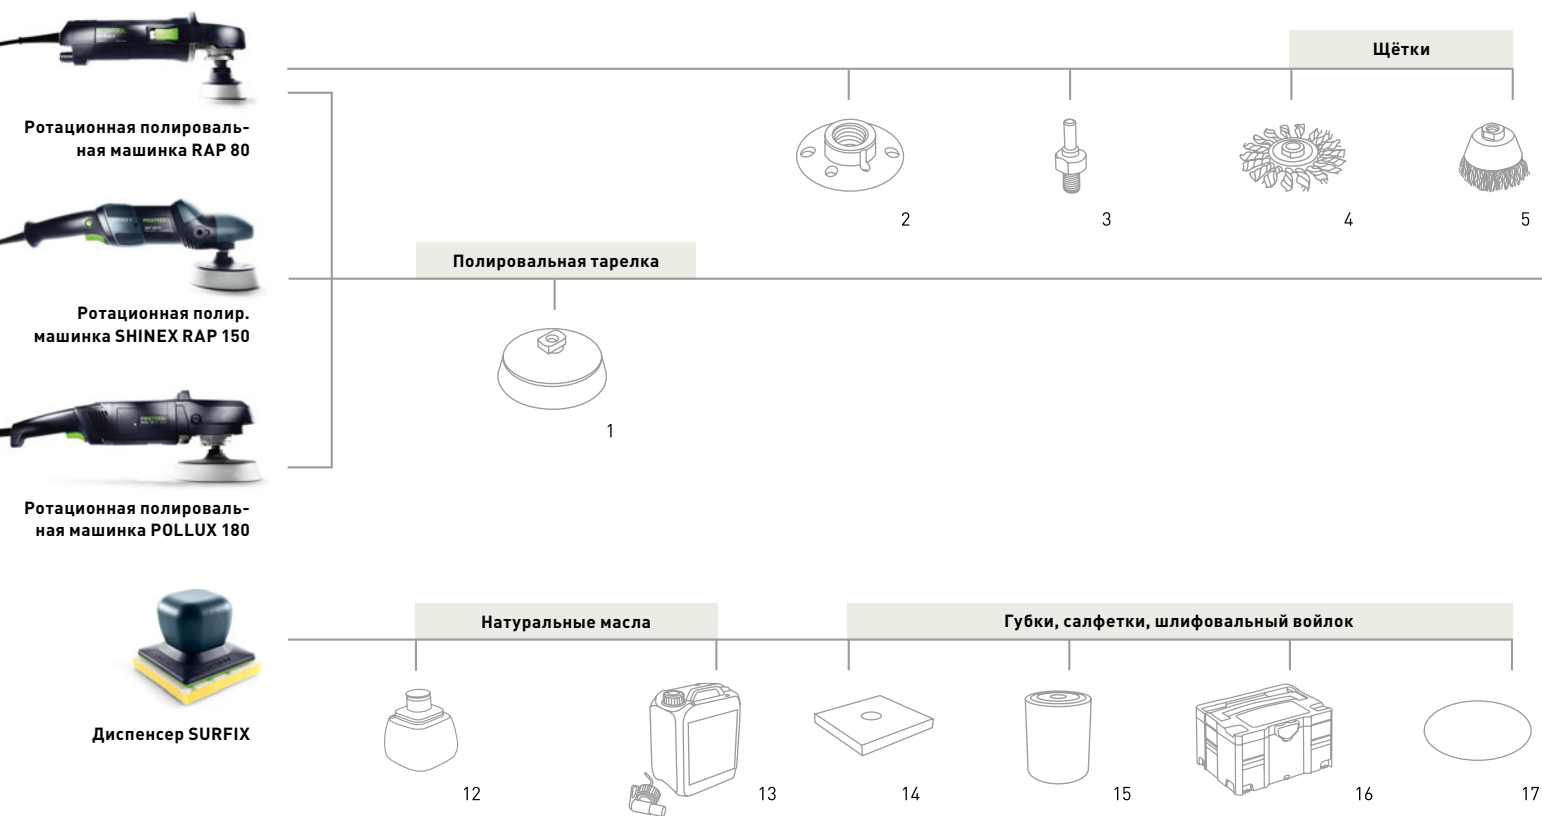 Щётки
Ротационная полироваль-
ная машинка RAP 80
2
3
4
5
Полировальная тарелка
Ротационная полир.
машинка SHINEX RAP 150
1
Ротационная полироваль-
ная машинка POLLUX 180
Натуральные масла
Губки, салфетки, шлифовальный войлок
Диспенсер SURFIX
12
13
14
15
16
17